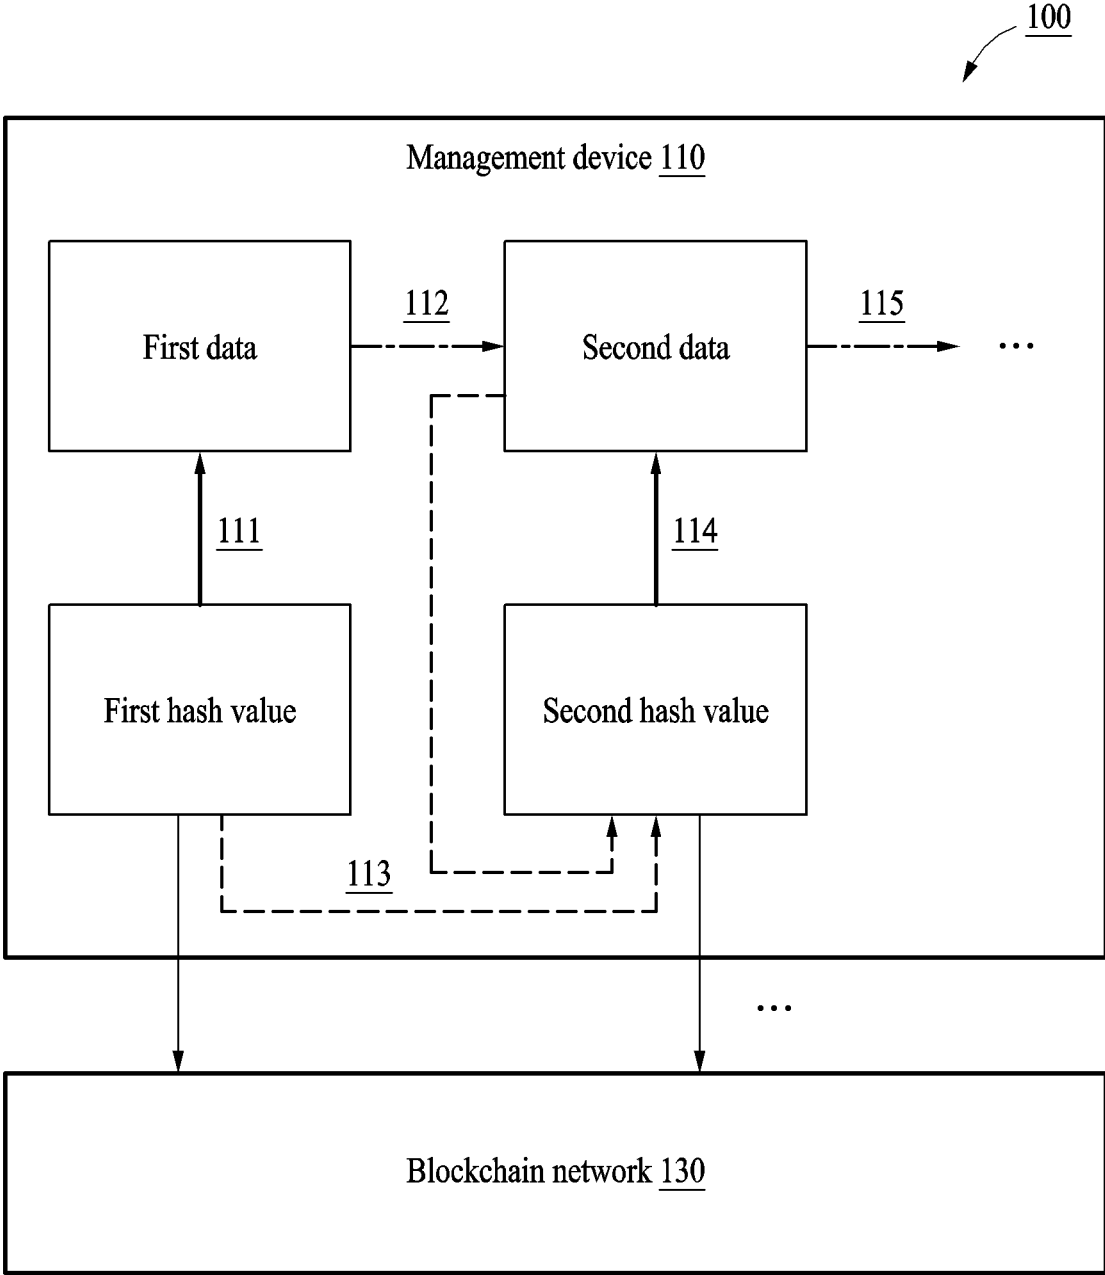 100
Management device 110
112
115
First data
Second data
...
111
114
First hash value
Second hash value
113
...
Blockchain network 130